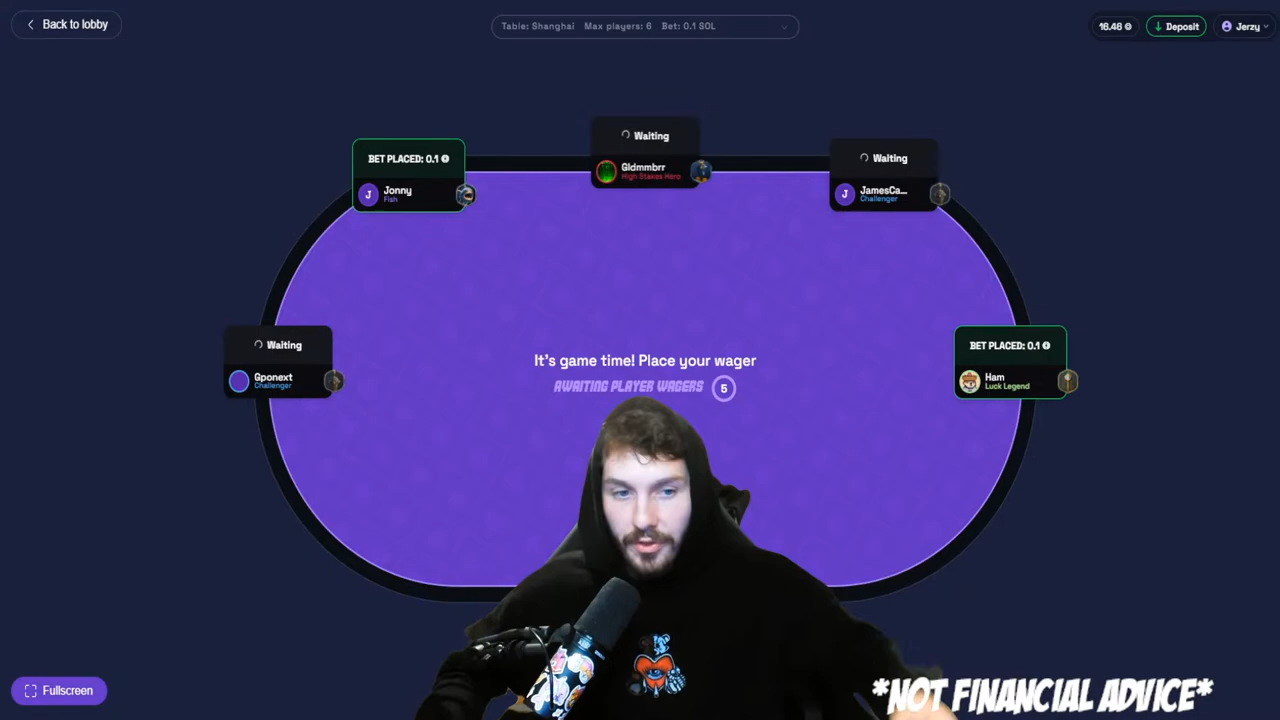 Back to lobby
Table: Shanghai Max players: 6 Bet: 0.1 SOL
16.46
Deposit
Jerzy
Waiting
Gldmmbrr
High Stakes Hero
BET PLACED: 0.1
J Jonny
Fish
Waiting
J JamesCa...
Challenger
Waiting
Gponext
Challenger
BET PLACED: 0.1
Ham
Luck Legend
It's game time! Place your wager
AWAITING PLAYER WAGERS 5
Fullscreen
*NOT FINANCIAL ADVICE*